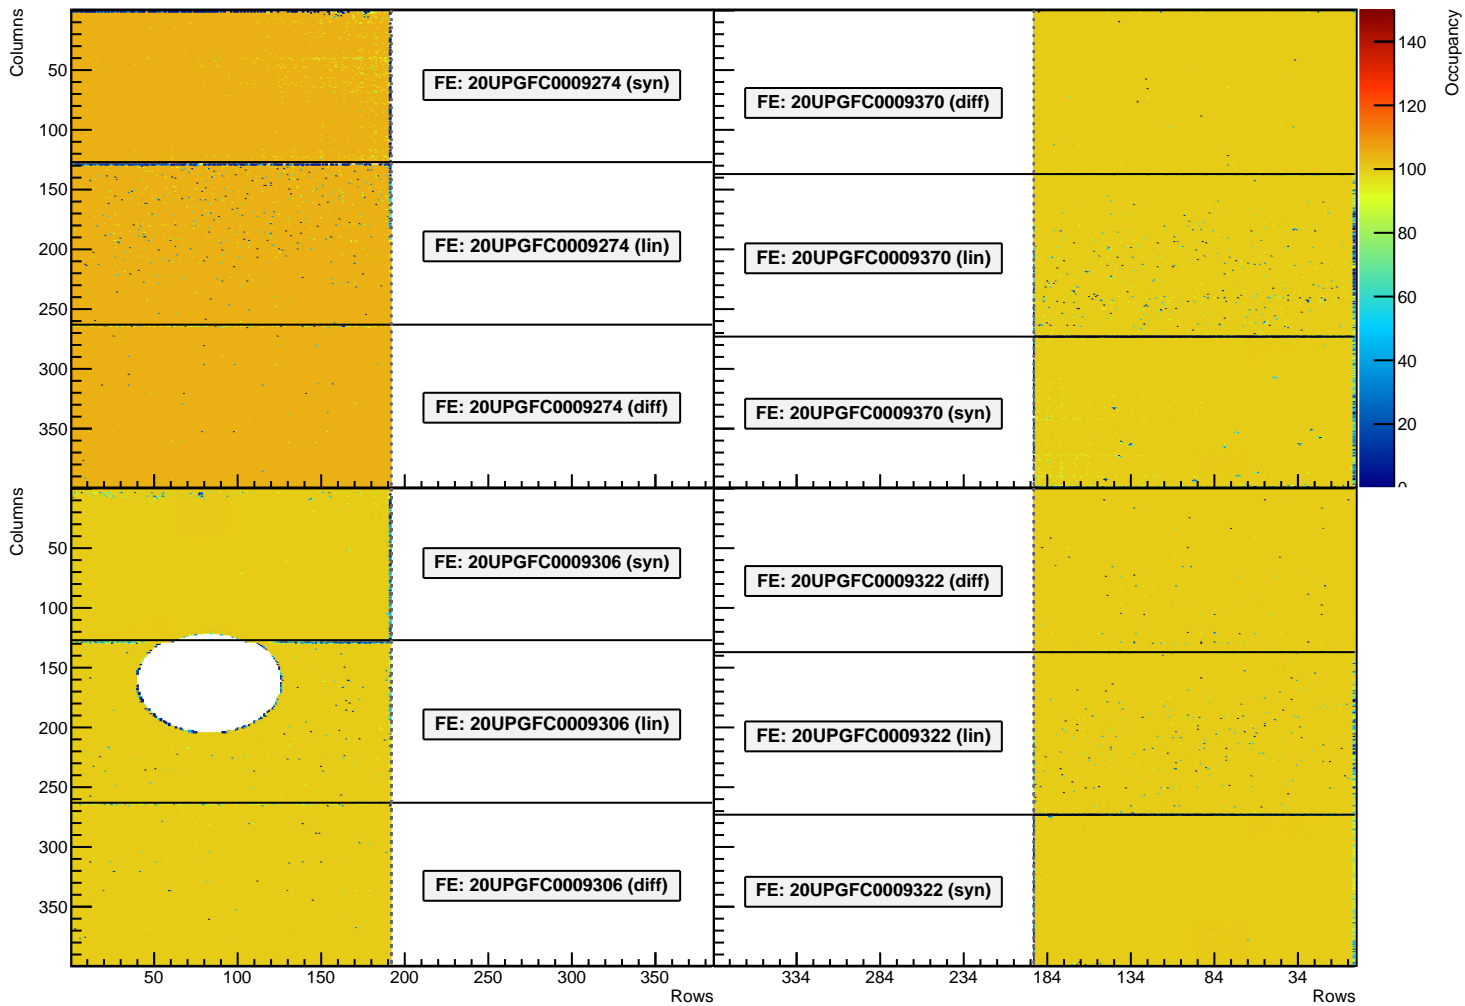 Columns
50
100
150
200
250
300
350
FE: 20UPGFC0009274 (syn)
FE: 20UPGFC0009274 (lin)
FE: 20UPGFC0009274 (diff)
FE: 20UPGFC0009370 (diff)
FE: 20UPGFC0009370 (lin)
FE: 20UPGFC0009370 (syn)
Occupancy
140
120
100
80
60
40
20
0
Columns
50
100
150
200
250
300
350
FE: 20UPGFC0009306 (syn)
FE: 20UPGFC0009306 (lin)
FE: 20UPGFC0009306 (diff)
FE: 20UPGFC0009322 (diff)
FE: 20UPGFC0009322 (lin)
FE: 20UPGFC0009322 (syn)
50 100 150 200 250 300 350
Rows
334 284 234 184 134 84 34
Rows